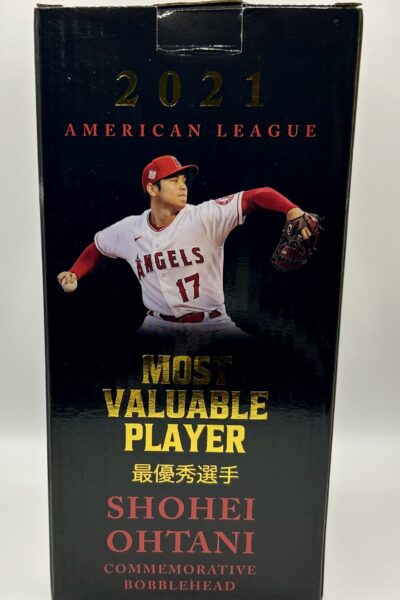 2021
AMERICAN LEAGUE
ANGELS
17
MOST
VALUABLE
PLAYER
最優秀選手
SHOHEI
OHTANI
COMMEMORATIVE
BOBBLEHEAD